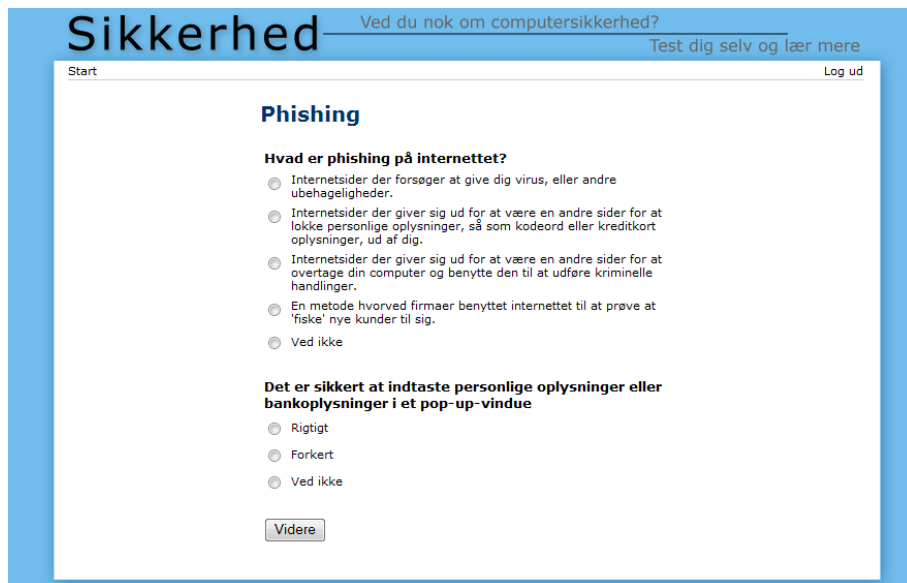 Sikkerhed
Ved du nok om computersikkerhed?
Test dig selv og lær mere
Start
Log ud
Phishing
Hvad er phishing på internettet?
Internetsider der forsøger at give dig virus, eller andre
ubehageligheder.
Internetsider der giver sig ud for at være en andre sider for at
lokke personlige oplysninger, så som kodeord eller kreditkort
oplysninger, ud af dig.
Internetsider der giver sig ud for at være en andre sider for at
overtage din computer og benytte den til at udføre kriminelle
handlinger.
En metode hvorved firmaer benyttet internettet til at prøve at
'fiske' nye kunder til sig.
Ved ikke
Det er sikkert at indtaste personlige oplysninger eller
bankoplysninger i et pop-up-vindue
Rigtigt
Forkert
Ved ikke
Videre